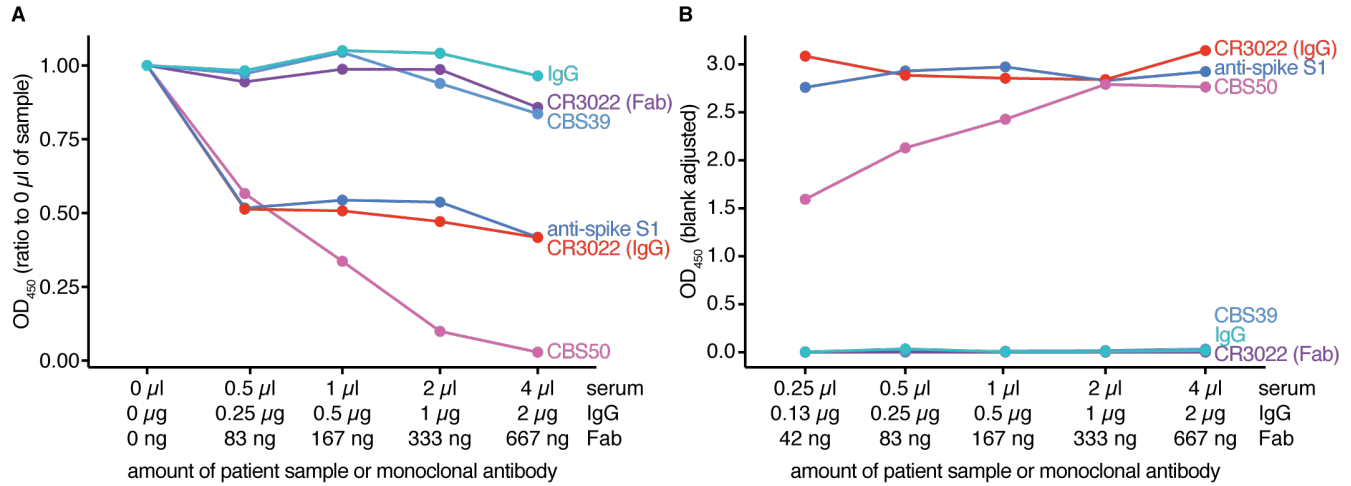 A
OD450 (ratio to 0 µl of sample)
1.00
0.75
0.50
0.25
0.00
IgG
CR3022 (Fab)
CBS39
anti-spike S1
CR3022 (IgG)
CBS50
0 µl 0.5 µl 1 µl 2 µl 4 µl serum
0 µg 0.25 µg 0.5 µg 1 µg 2 µg IgG
0 ng 83 ng 167 ng 333 ng 667 ng Fab
amount of patient sample or monoclonal antibody
B
OD450 (blank adjusted)
3.0
2.5
2.0
1.5
1.0
0.5
0.0
CR3022 (IgG)
anti-spike S1
CBS50
CBS39
IgG
CR3022 (Fab)
0.25 µl 0.5 µl 1 µl 2 µl 4 µl serum
0.13 µg 0.25 µg 0.5 µg 1 µg 2 µg IgG
42 ng 83 ng 167 ng 333 ng 667 ng Fab
amount of patient sample or monoclonal antibody